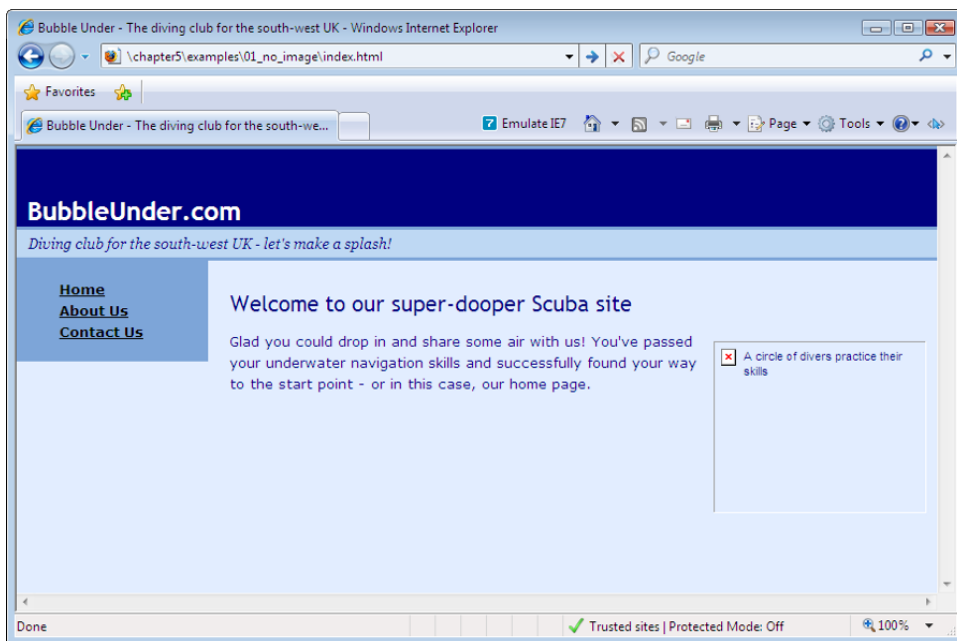 Bubble Under - The diving club for the south-west UK - Windows Internet Explorer
\chapter5\examples\01_no_image\index.html
Google
Favorites
Bubble Under - The diving club for the south-we...
7 Emulate IE7
Page
Tools
BubbleUnder.com
Diving club for the south-west UK - let's make a splash!
Home
About Us
Contact Us
Welcome to our super-dooper Scuba site
Glad you could drop in and share some air with us! You've passed
your underwater navigation skills and successfully found your way
to the start point - or in this case, our home page.
A circle of divers practice their
skills
Done
Trusted sites | Protected Mode: Off
100%